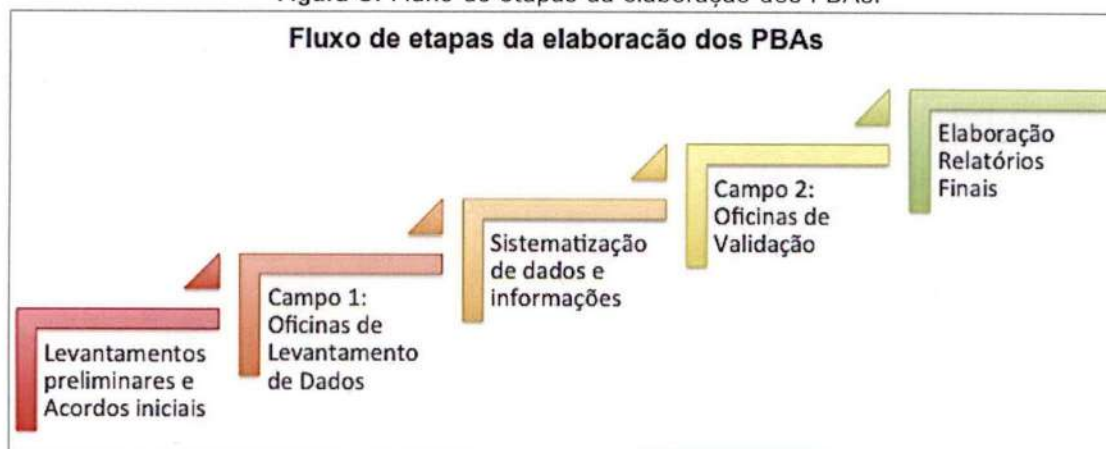 Fluxo de etapas da elaboracão dos PBAs
Levantamentos
preliminares e
Acordos iniciais
Campo 1:
Oficinas de
Levantamento
de Dados
Sistematização
de dados e
informações
Campo 2:
Oficinas de
Validação
Elaboração
Relatórios
Finais